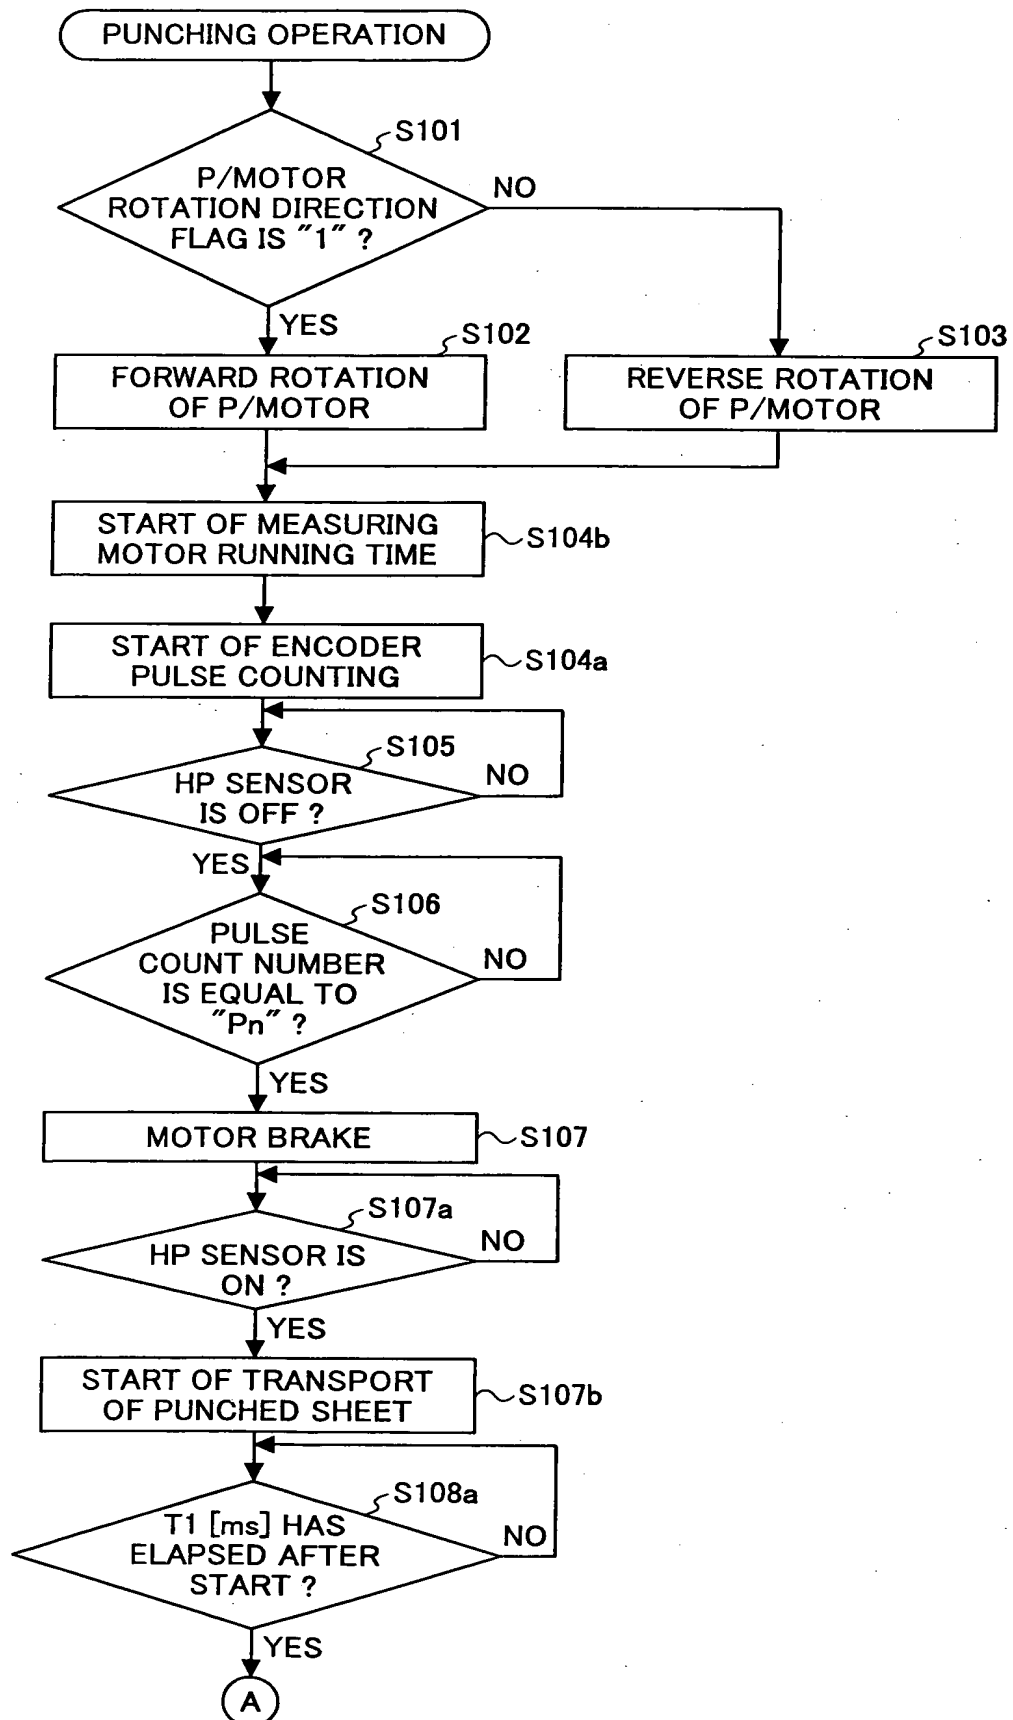 PUNCHING OPERATION
S101
P/MOTOR
ROTATION DIRECTION
FLAG IS "1" ?
NO
YES
S102
S103
FORWARD ROTATION
OF P/MOTOR
REVERSE ROTATION
OF P/MOTOR
START OF MEASURING
MOTOR RUNNING TIME
S104b
START OF ENCODER
PULSE COUNTING
S104a
S105
HP SENSOR
IS OFF ?
NO
YES
S106
PULSE
COUNT NUMBER
IS EQUAL TO
"Pn" ?
NO
YES
MOTOR BRAKE
S107
S107a
HP SENSOR IS
ON ?
NO
YES
START OF TRANSPORT
OF PUNCHED SHEET
S107b
S108a
T1 [ms] HAS
ELAPSED AFTER
START ?
NO
YES
A